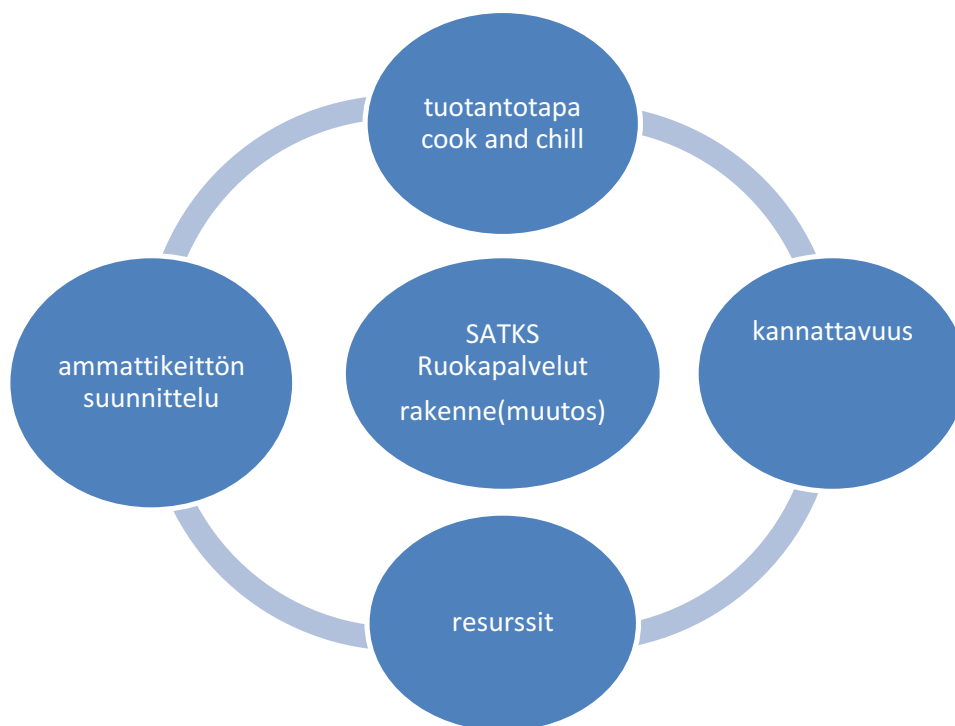 tuotantotapa
cook and chill
ammattikeittön
suunnittelu
SATKS
Ruokapalvelut
rakenne(muutos)
kannattavuus
resurssit